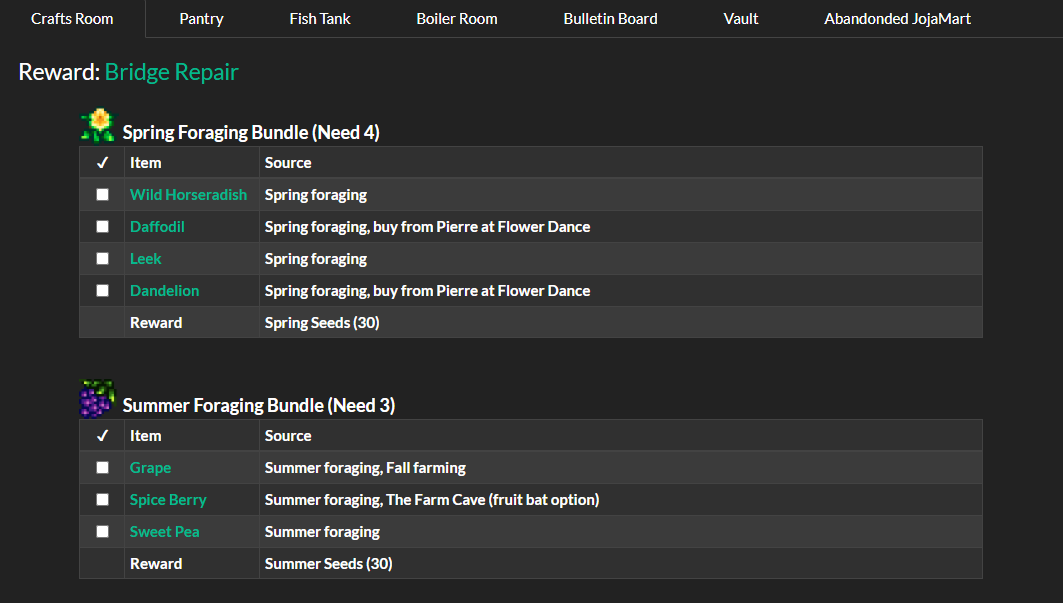 Crafts Room Pantry Fish Tank Boiler Room Bulletin Board Vault Abandonded JojaMart
Reward: Bridge Repair
Spring Foraging Bundle (Need 4)
✓ Item Source
Wild Horseradish Spring foraging
Daffodil Spring foraging, buy from Pierre at Flower Dance
Leek Spring foraging
Dandelion Spring foraging, buy from Pierre at Flower Dance
Reward Spring Seeds (30)
Summer Foraging Bundle (Need 3)
✓ Item Source
Grape Summer foraging, Fall farming
Spice Berry Summer foraging, The Farm Cave (fruit bat option)
Sweet Pea Summer foraging
Reward Summer Seeds (30)